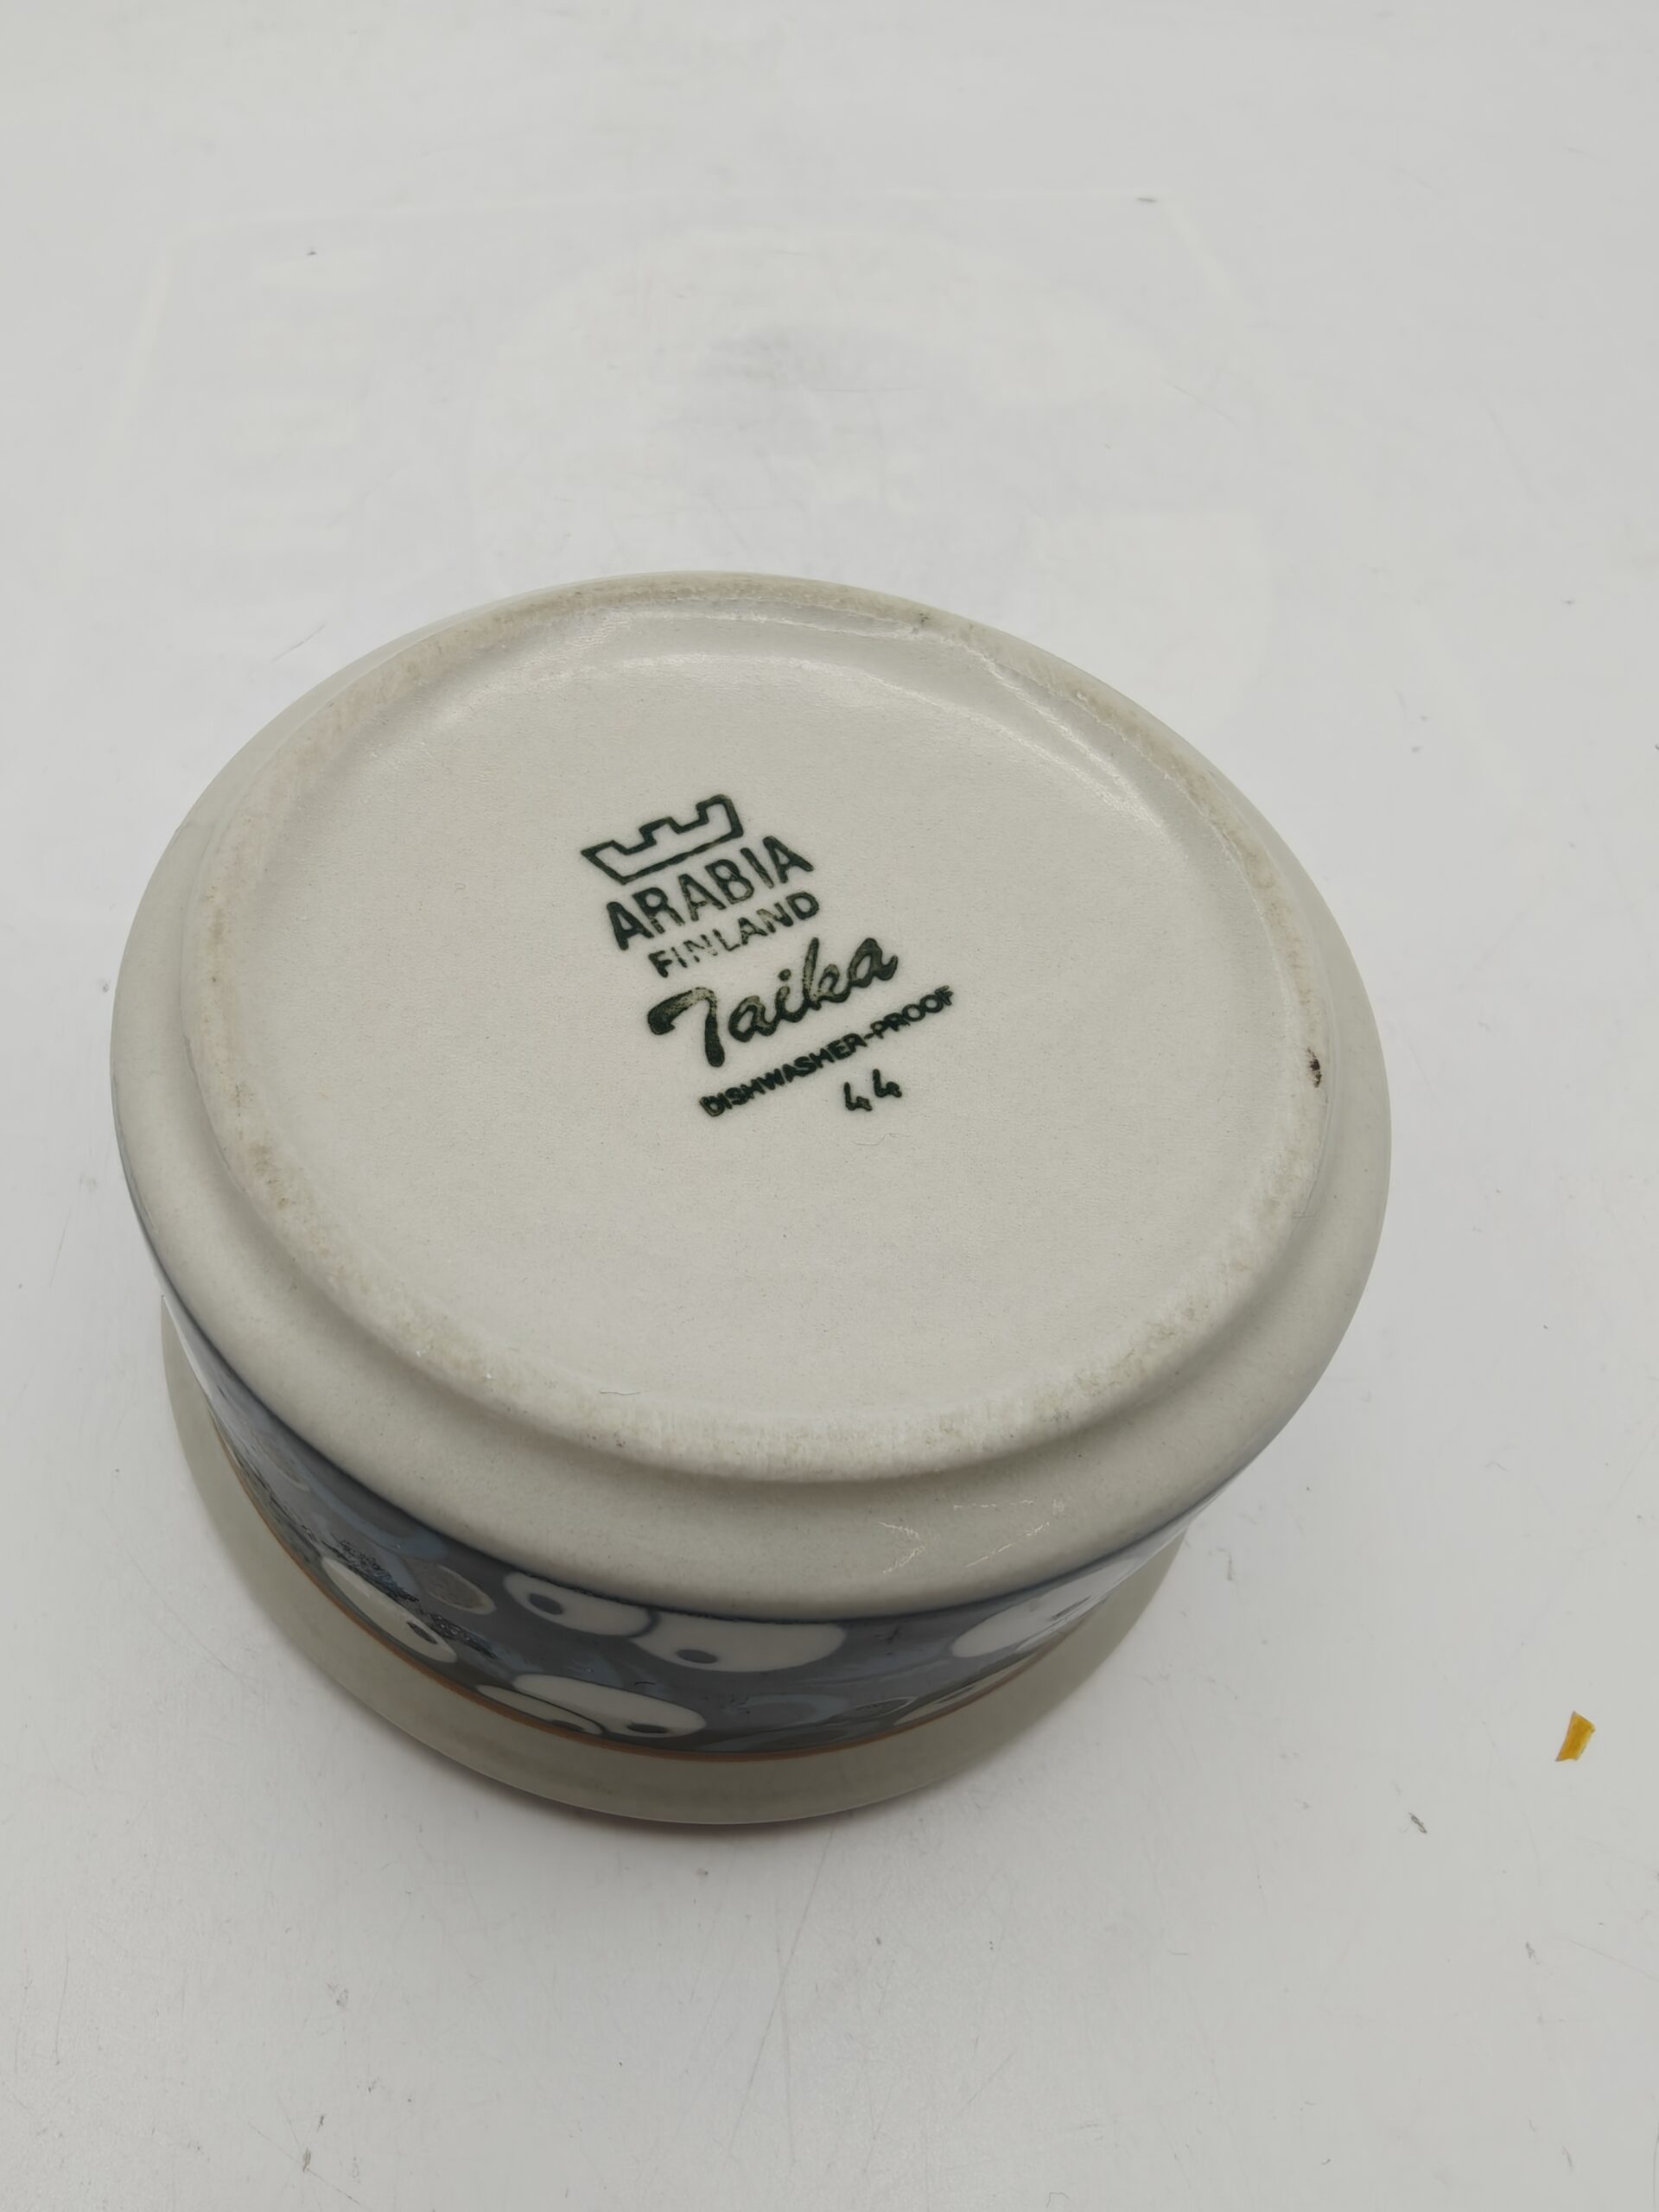 ARABIA
FINLAND
Taika
DISHWASHER-PROOF
44